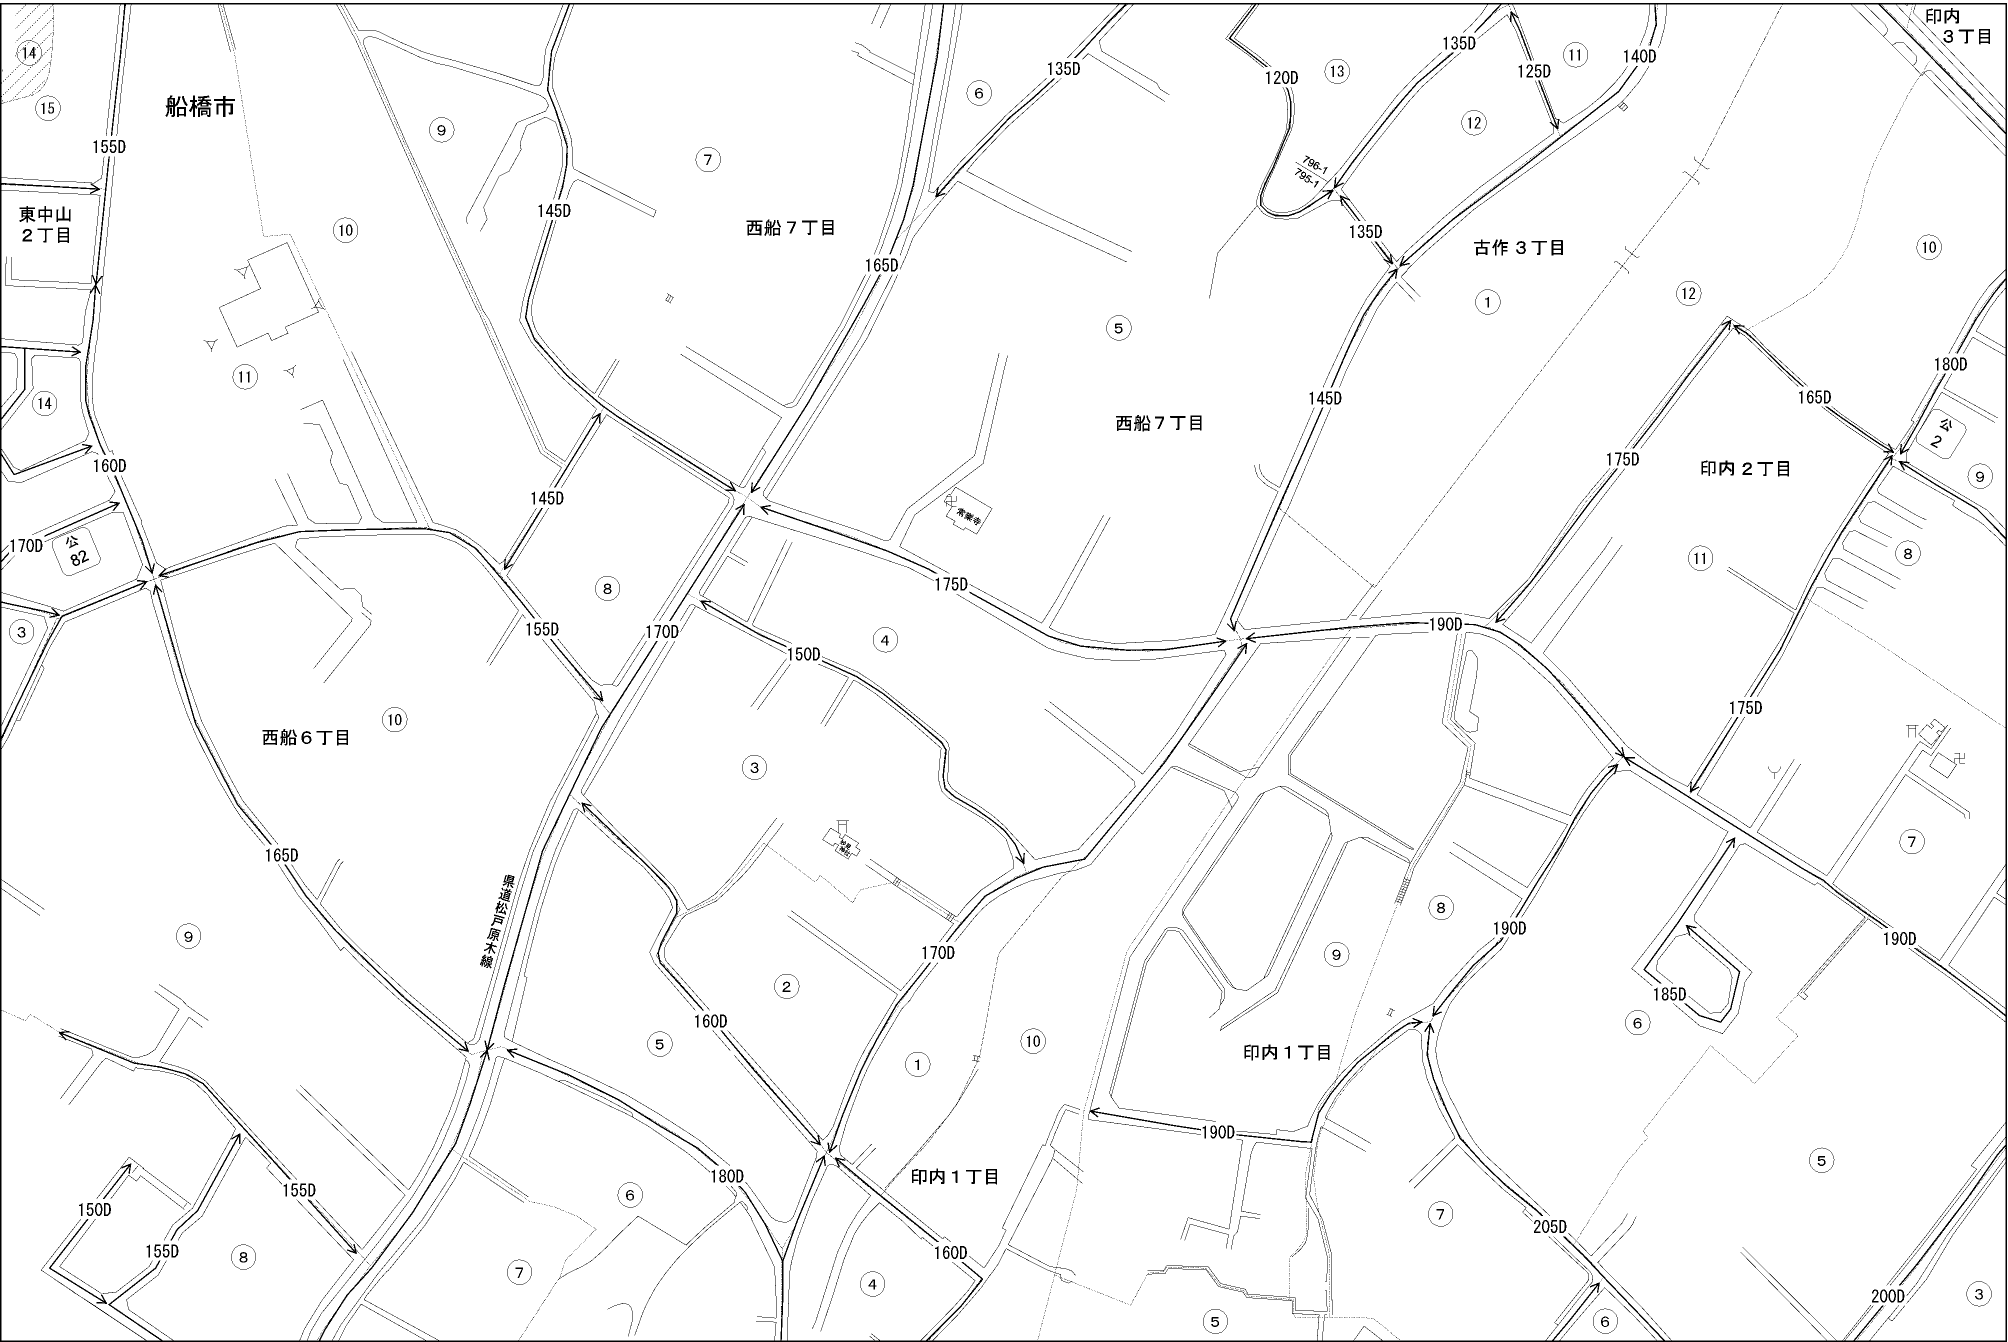 印内
3丁目
14
15
船橋市
155D
9
7
6
135D
120D
13
135D
125D
11
140D
12
796-1
795-1
東中山
2丁目
10
145D
西船7丁目
165D
135D
古作3丁目
10
1
12
5
11
14
180D
165D
145D
西船7丁目
公
2
160D
175D
印内2丁目
9
145D
常楽寺
170D
公
82
8
11
8
175D
3
155D
170D
150D
4
190D
175D
10
西船6丁目
3
165D
7
県道松戸原木線
8
9
170D
9
190D
190D
2
185D
6
160D
5
1
10
印内1丁目
190D
5
180D
印内1丁目
6
155D
150D
155D
8
7
160D
4
7
205D
5
6
200D
3